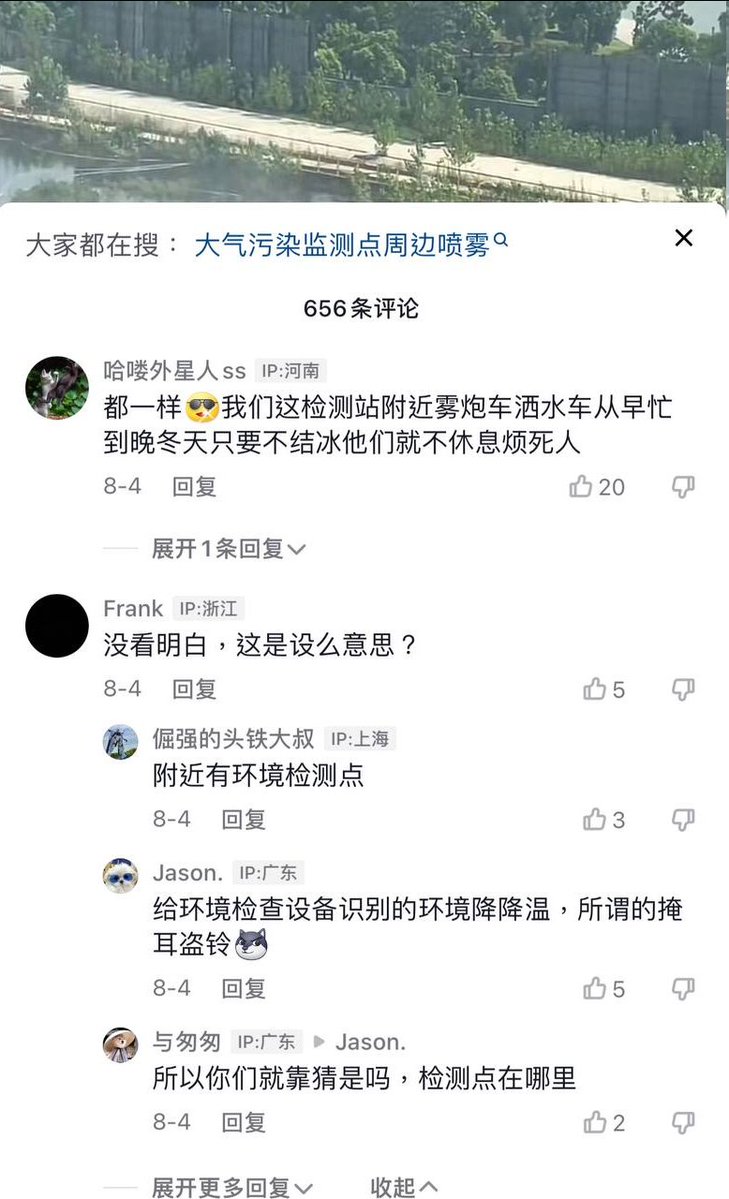 大家都在搜： 大气污染监测点周边喷雾
656条评论
哈喽外星人ss IP:河南
都一样😎我们这检测站附近雾炮车洒水车从早忙
到晚冬天只要不结冰他们就不休息烦死人
8-4 回复 20
展开1条回复
Frank IP:浙江
没看明白，这是设么意思？
8-4 回复 5
倔强的头铁大叔 IP:上海
附近有环境检测点
8-4 回复 3
Jason. IP:广东
给环境检查设备识别的环境降降温，所谓的掩
耳盗铃
8-4 回复 5
与匆匆 IP:广东 Jason.
所以你们就靠猜是吗，检测点在哪里
8-4 回复 2
展开更多回复 收起